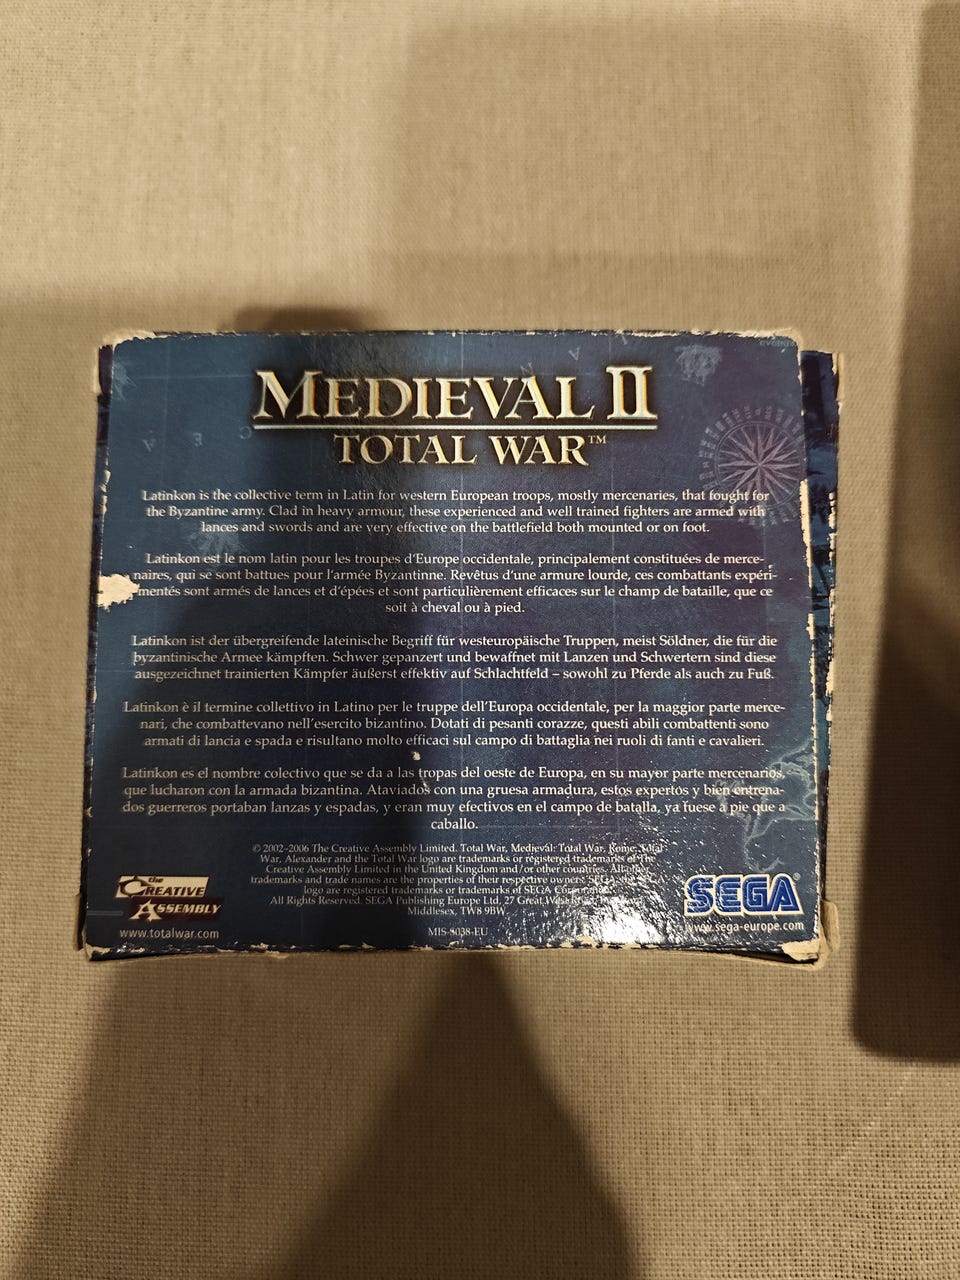 MEDIEVAL II
TOTAL WAR™
Latinkon is the collective term in Latin for western European troops, mostly mercenaries, that fought for
the Byzantine army. Clad in heavy armour, these experienced and well trained fighters are armed with
lances and swords and are very effective on the battlefield both mounted or on foot.
Latinkon est le nom latin pour les troupes d'Europe occidentale, principalement constituées de merce-
naires, qui se sont battues pour l'armée Byzantinne. Revêtus d'une armure lourde, ces combattants expéri-
mentés sont armés de lances et d'épées et sont particulièrement efficaces sur le champ de bataille, que ce
soit à cheval ou à pied.
Latinkon ist der übergreifende lateinische Begriff für westeuropäische Truppen, meist Söldner, die für die
byzantinische Armee kämpften. Schwer gepanzert und bewaffnet mit Lanzen und Schwertern sind diese
ausgezeichnet trainierten Kämpfer äußerst effektiv auf Schlachtfeld – sowohl zu Pferde als auch zu Fuß.
Latinkon è il termine collettivo in Latino per le truppe dell'Europa occidentale, per la maggior parte merce-
nari, che combattevano nell'esercito bizantino. Dotati di pesanti corazze, questi abili combattenti sono
armati di lancia e spada e risultano molto efficaci sul campo di battaglia nei ruoli di fanti e cavalieri.
Latinkon es el nombre colectivo que se da a las tropas del oeste de Europa, en su mayor parte mercenarios,
que lucharon con la armada bizantina. Ataviados con una gruesa armadura, estos expertos y bien entrena-
dos guerreros portaban lanzas y espadas, y eran muy efectivos en el campo de batalla, ya fuese a pie que a
caballo.
© 2002–2006 The Creative Assembly Limited. Total War, Medieval: Total War, Rome: Total
War, Alexander and the Total War logo are trademarks or registered trademarks of The
Creative Assembly Limited in the United Kingdom and/or other countries. All other
trademarks and trade names are the properties of their respective owners. SEGA and the SEGA
logo are registered trademarks or trademarks of SEGA Corporation.
All Rights Reserved. SEGA Publishing Europe Ltd, 27 Great West Road,
Middlesex, TW8 9BW.
the
CREATIVE
ASSEMBLY
www.totalwar.com
MIS-8038-EU
SEGA®
www.sega-europe.com